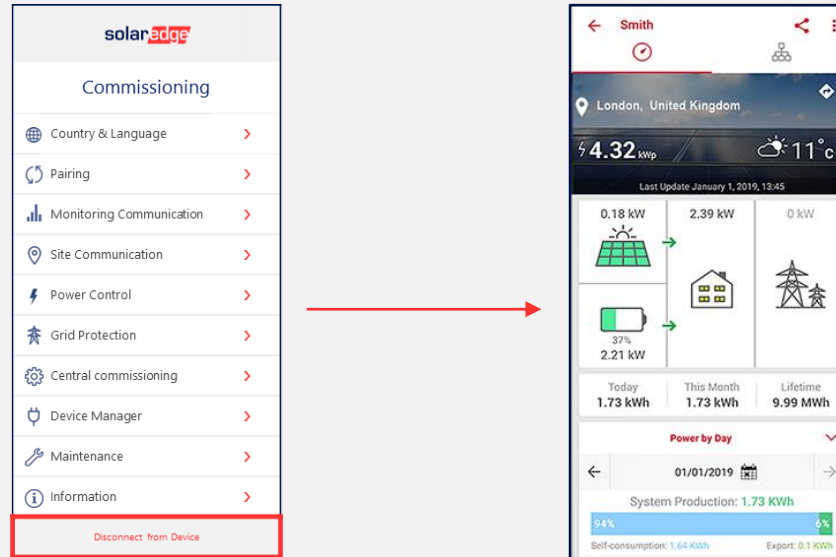 solaredge
Commissioning
Country & Language
Pairing
Monitoring Communication
Site Communication
Power Control
Grid Protection
Central commissioning
Device Manager
Maintenance
Information
Disconnect from Device
Smith
London, United Kingdom
4.32 kWp
11°c
Last Update January 1, 2019, 13:45
0.18 kW
2.39 kW
0 kW
37%
2.21 kW
Today
This Month
Lifetime
1.73 kWh
1.73 kWh
9.99 MWh
Power by Day
01/01/2019
System Production: 1.73 KWh
94%
6%
Self-consumption: 1.64 KWh
Export: 0.1 KWh